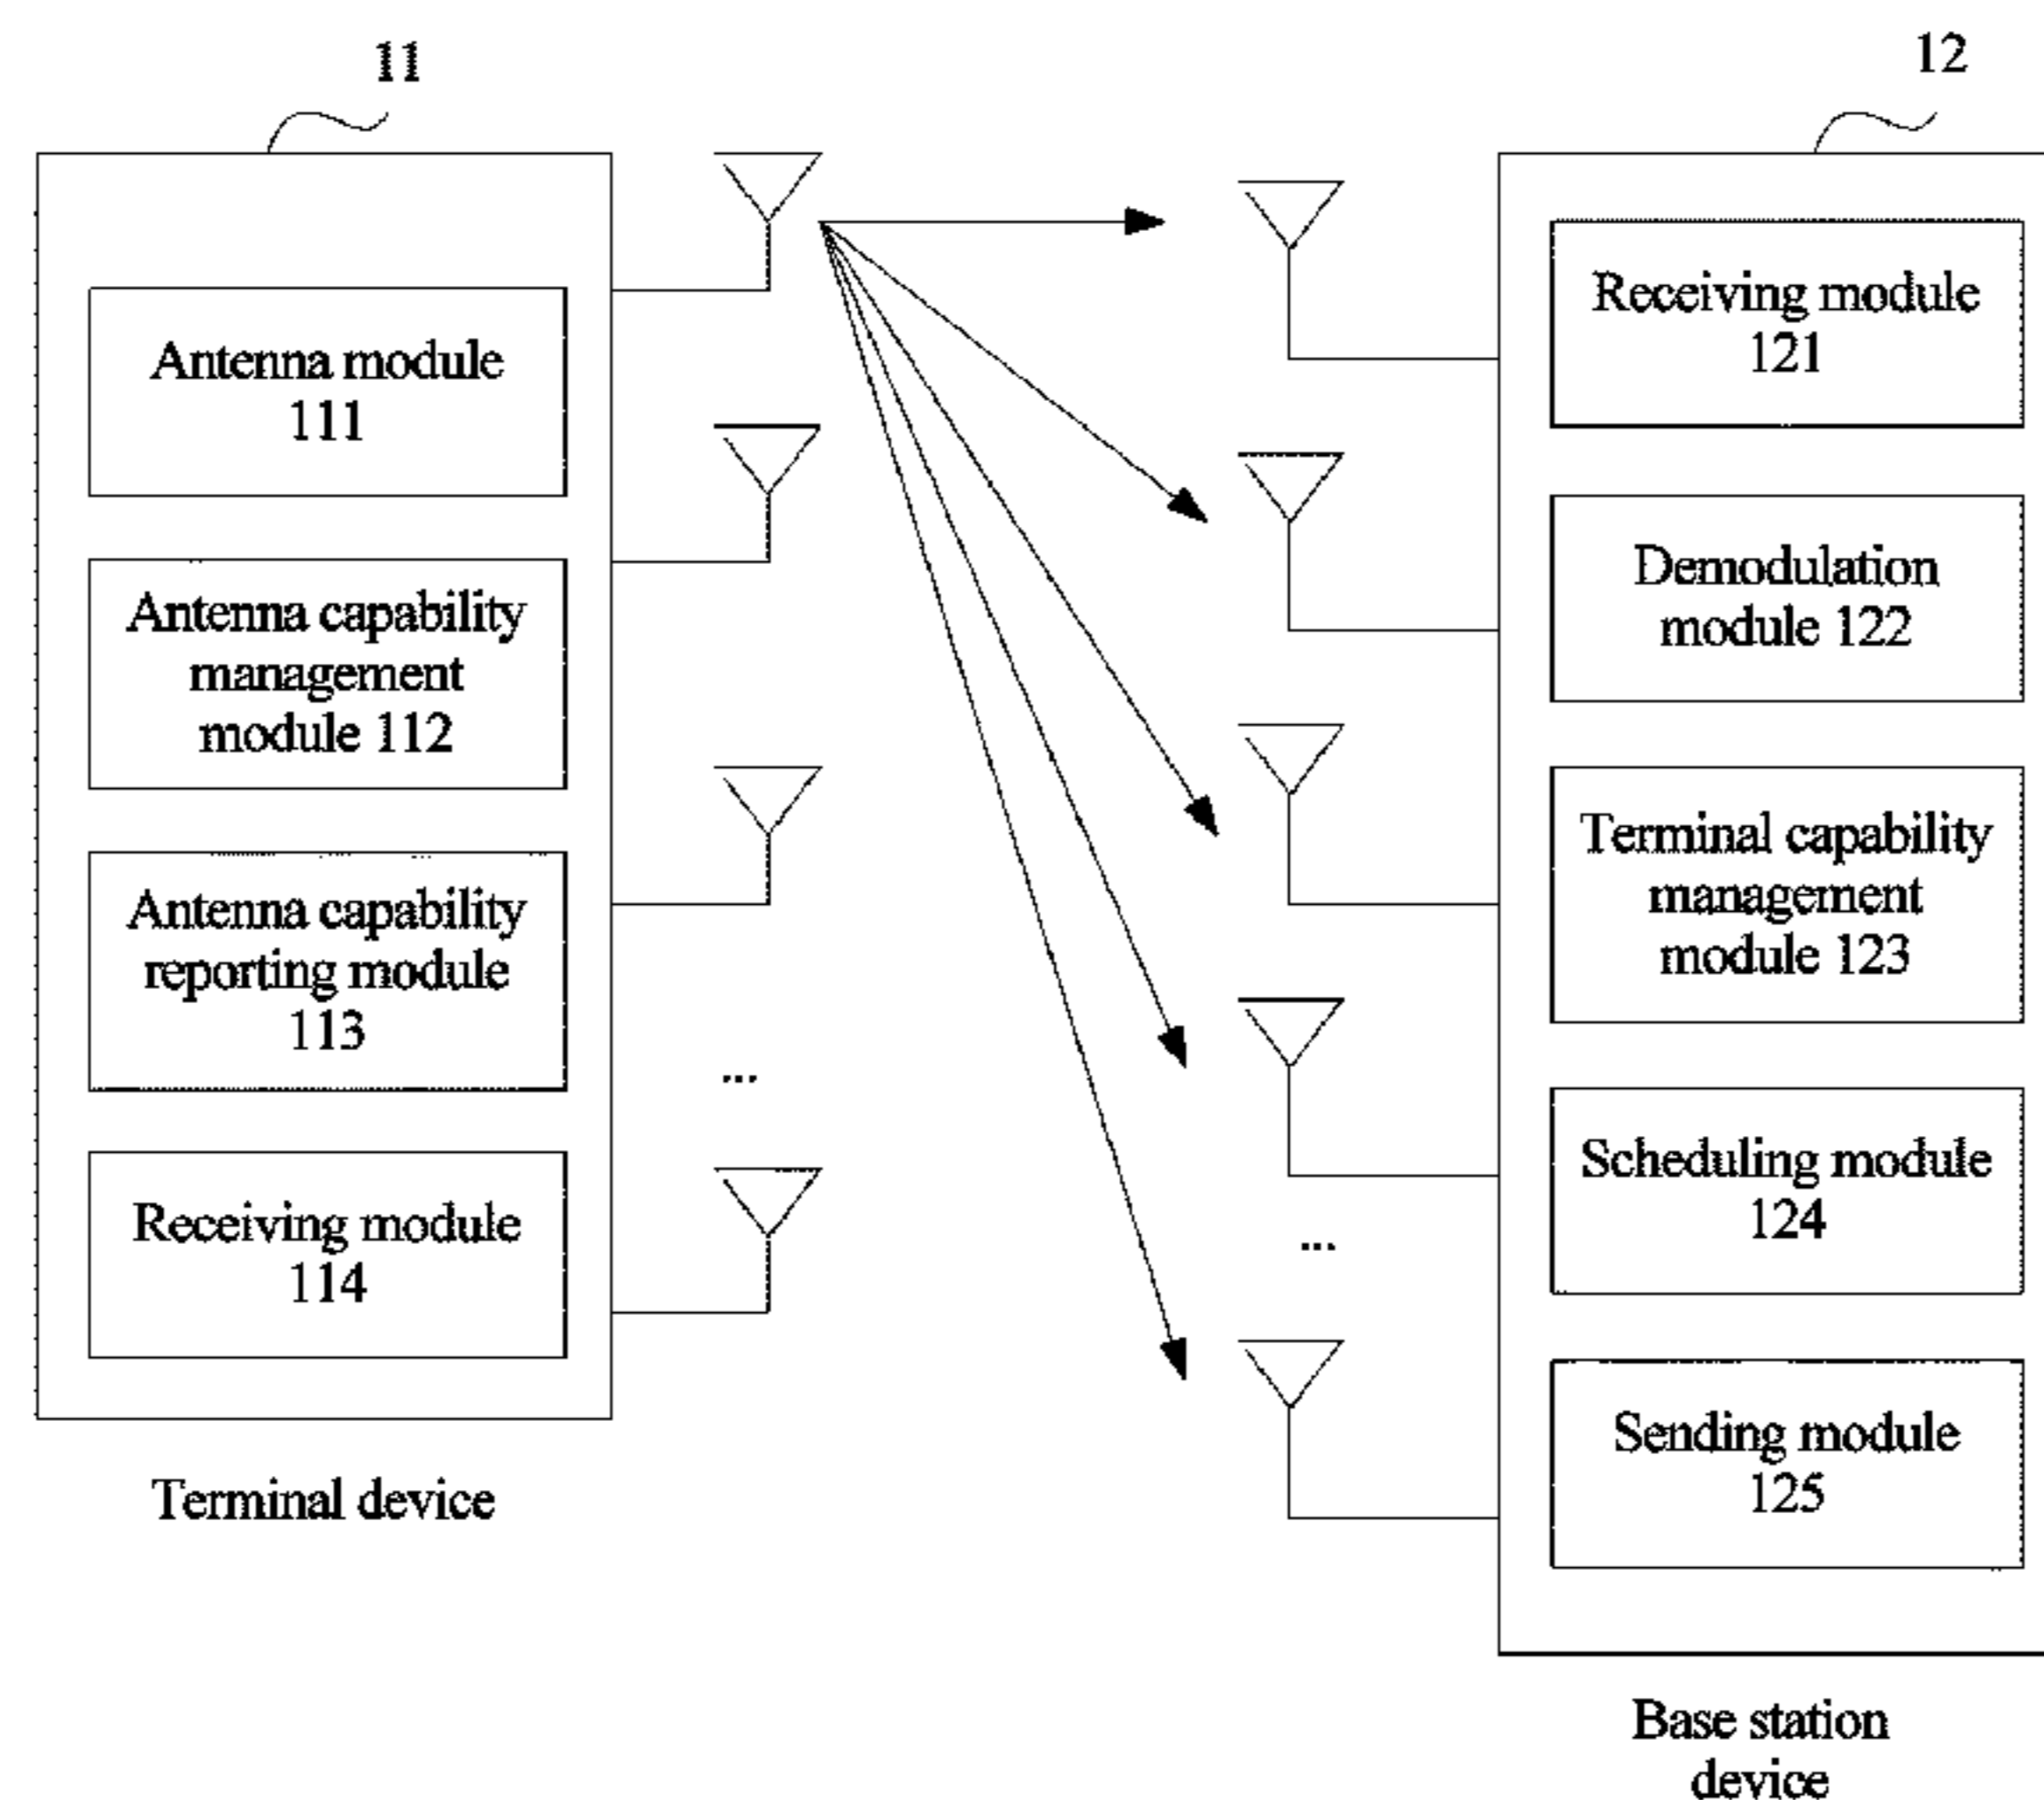 11
12
Antenna module
111
Antenna capability
management
module 112
Antenna capability
reporting module
113
Receiving module
114
Terminal device
...
...
Receiving module
121
Demodulation
module 122
Terminal capability
management
module 123
Scheduling module
124
Sending module
125
Base station
device